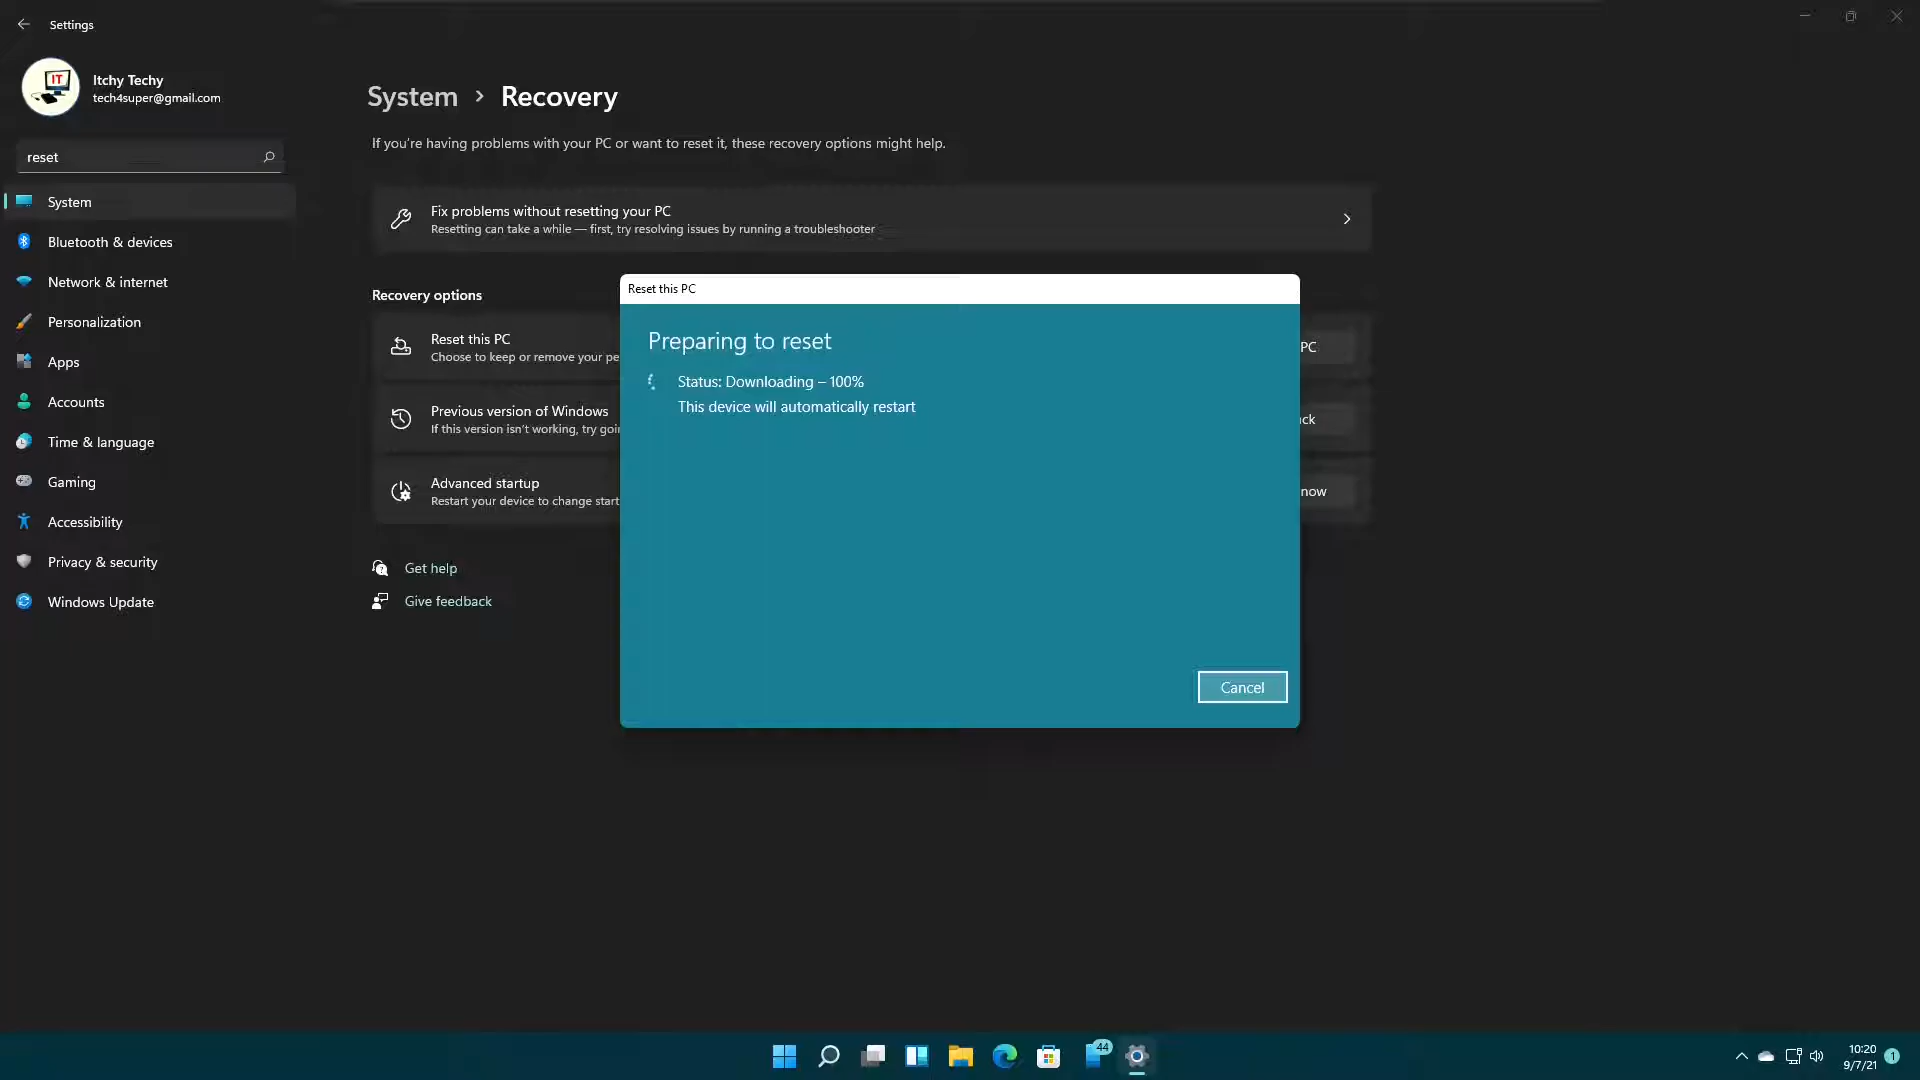 Settings
IT
Itchy Techy
tech4super@gmail.com
reset
System
Bluetooth & devices
Network & internet
Personalization
Apps
Accounts
Time & language
Gaming
Accessibility
Privacy & security
Windows Update
System > Recovery
If you're having problems with your PC or want to reset it, these recovery options might help.
Fix problems without resetting your PC
Resetting can take a while — first, try resolving issues by running a troubleshooter
Recovery options
Reset this PC
Choose to keep or remove your pe
PC
Previous version of Windows
If this version isn't working, try goi
ck
Advanced startup
Restart your device to change start
now
Get help
Give feedback
Reset this PC
Preparing to reset
Status: Downloading – 100%
This device will automatically restart
Cancel
44
10:20
9/7/21
1